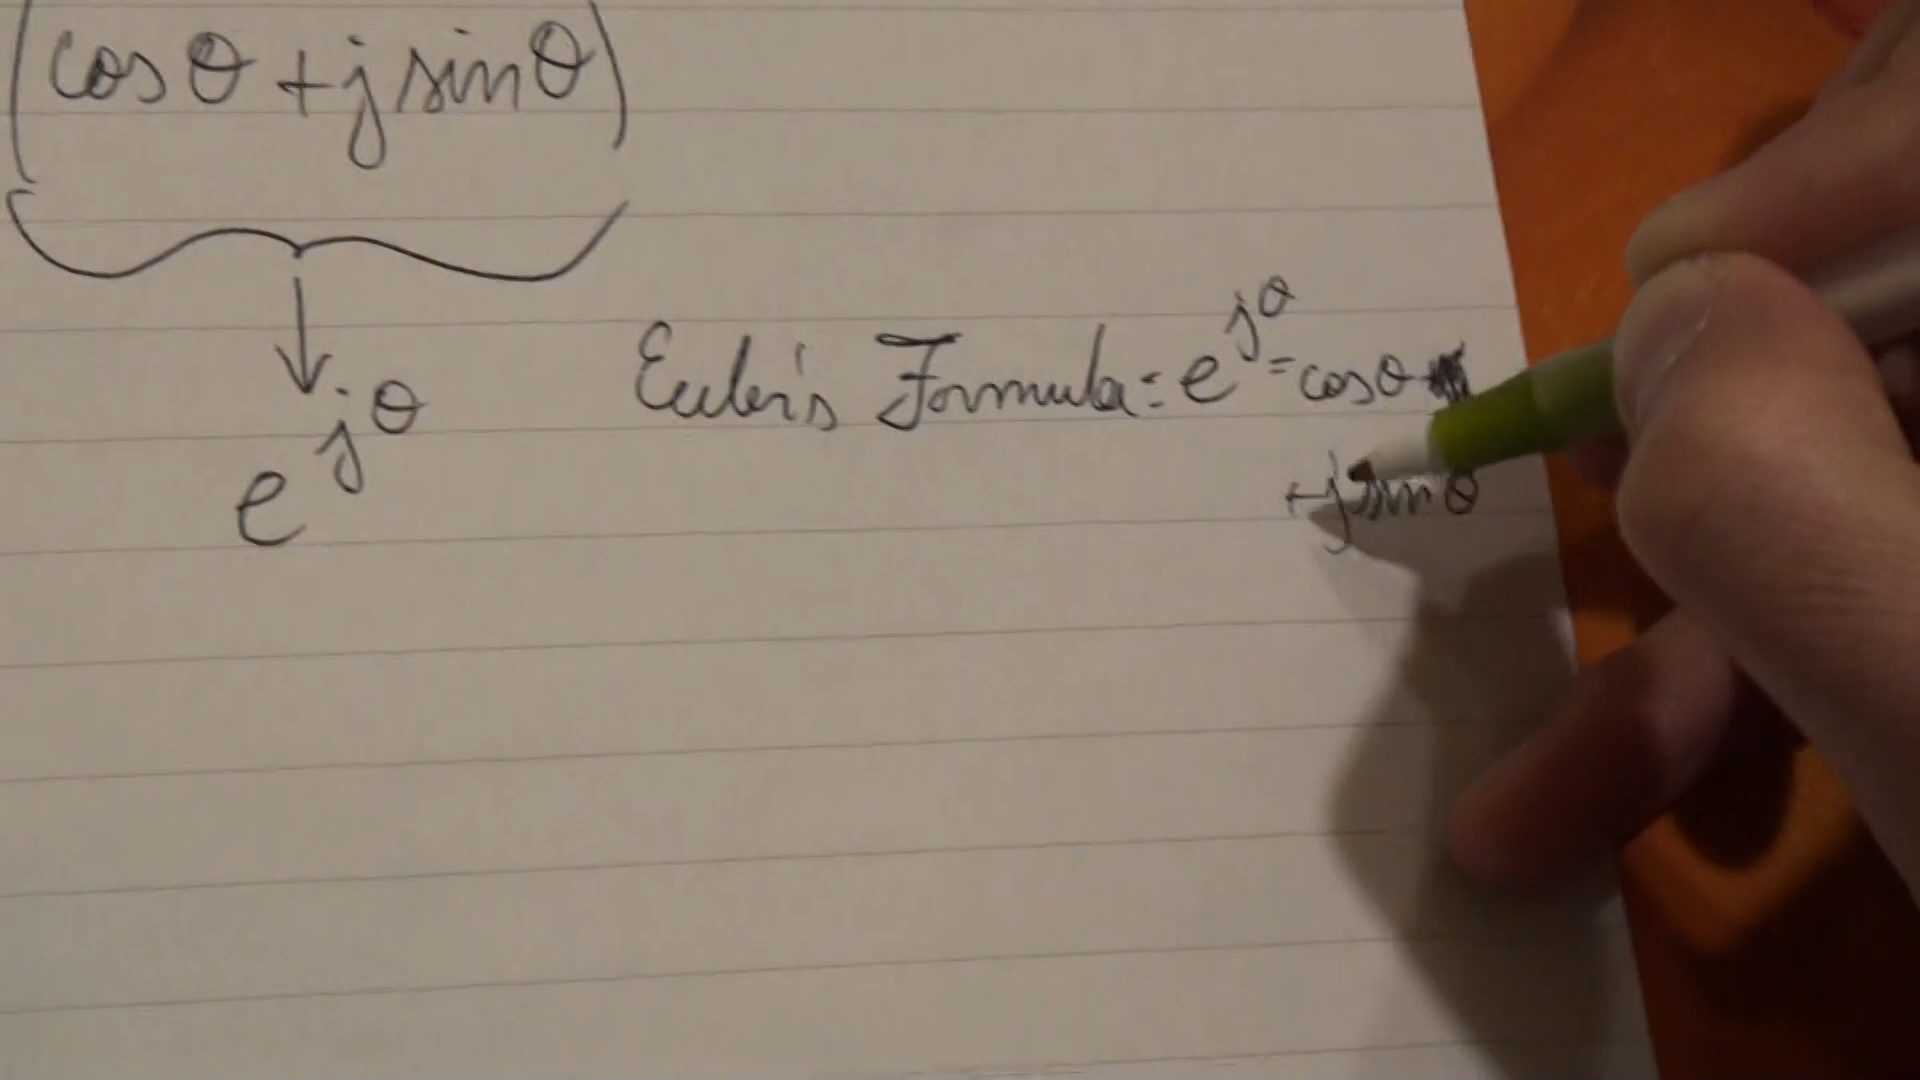 (cos θ + j sin θ)
Euler's Formula: e^jθ = cos θ
+ j sin θ
e^jθ